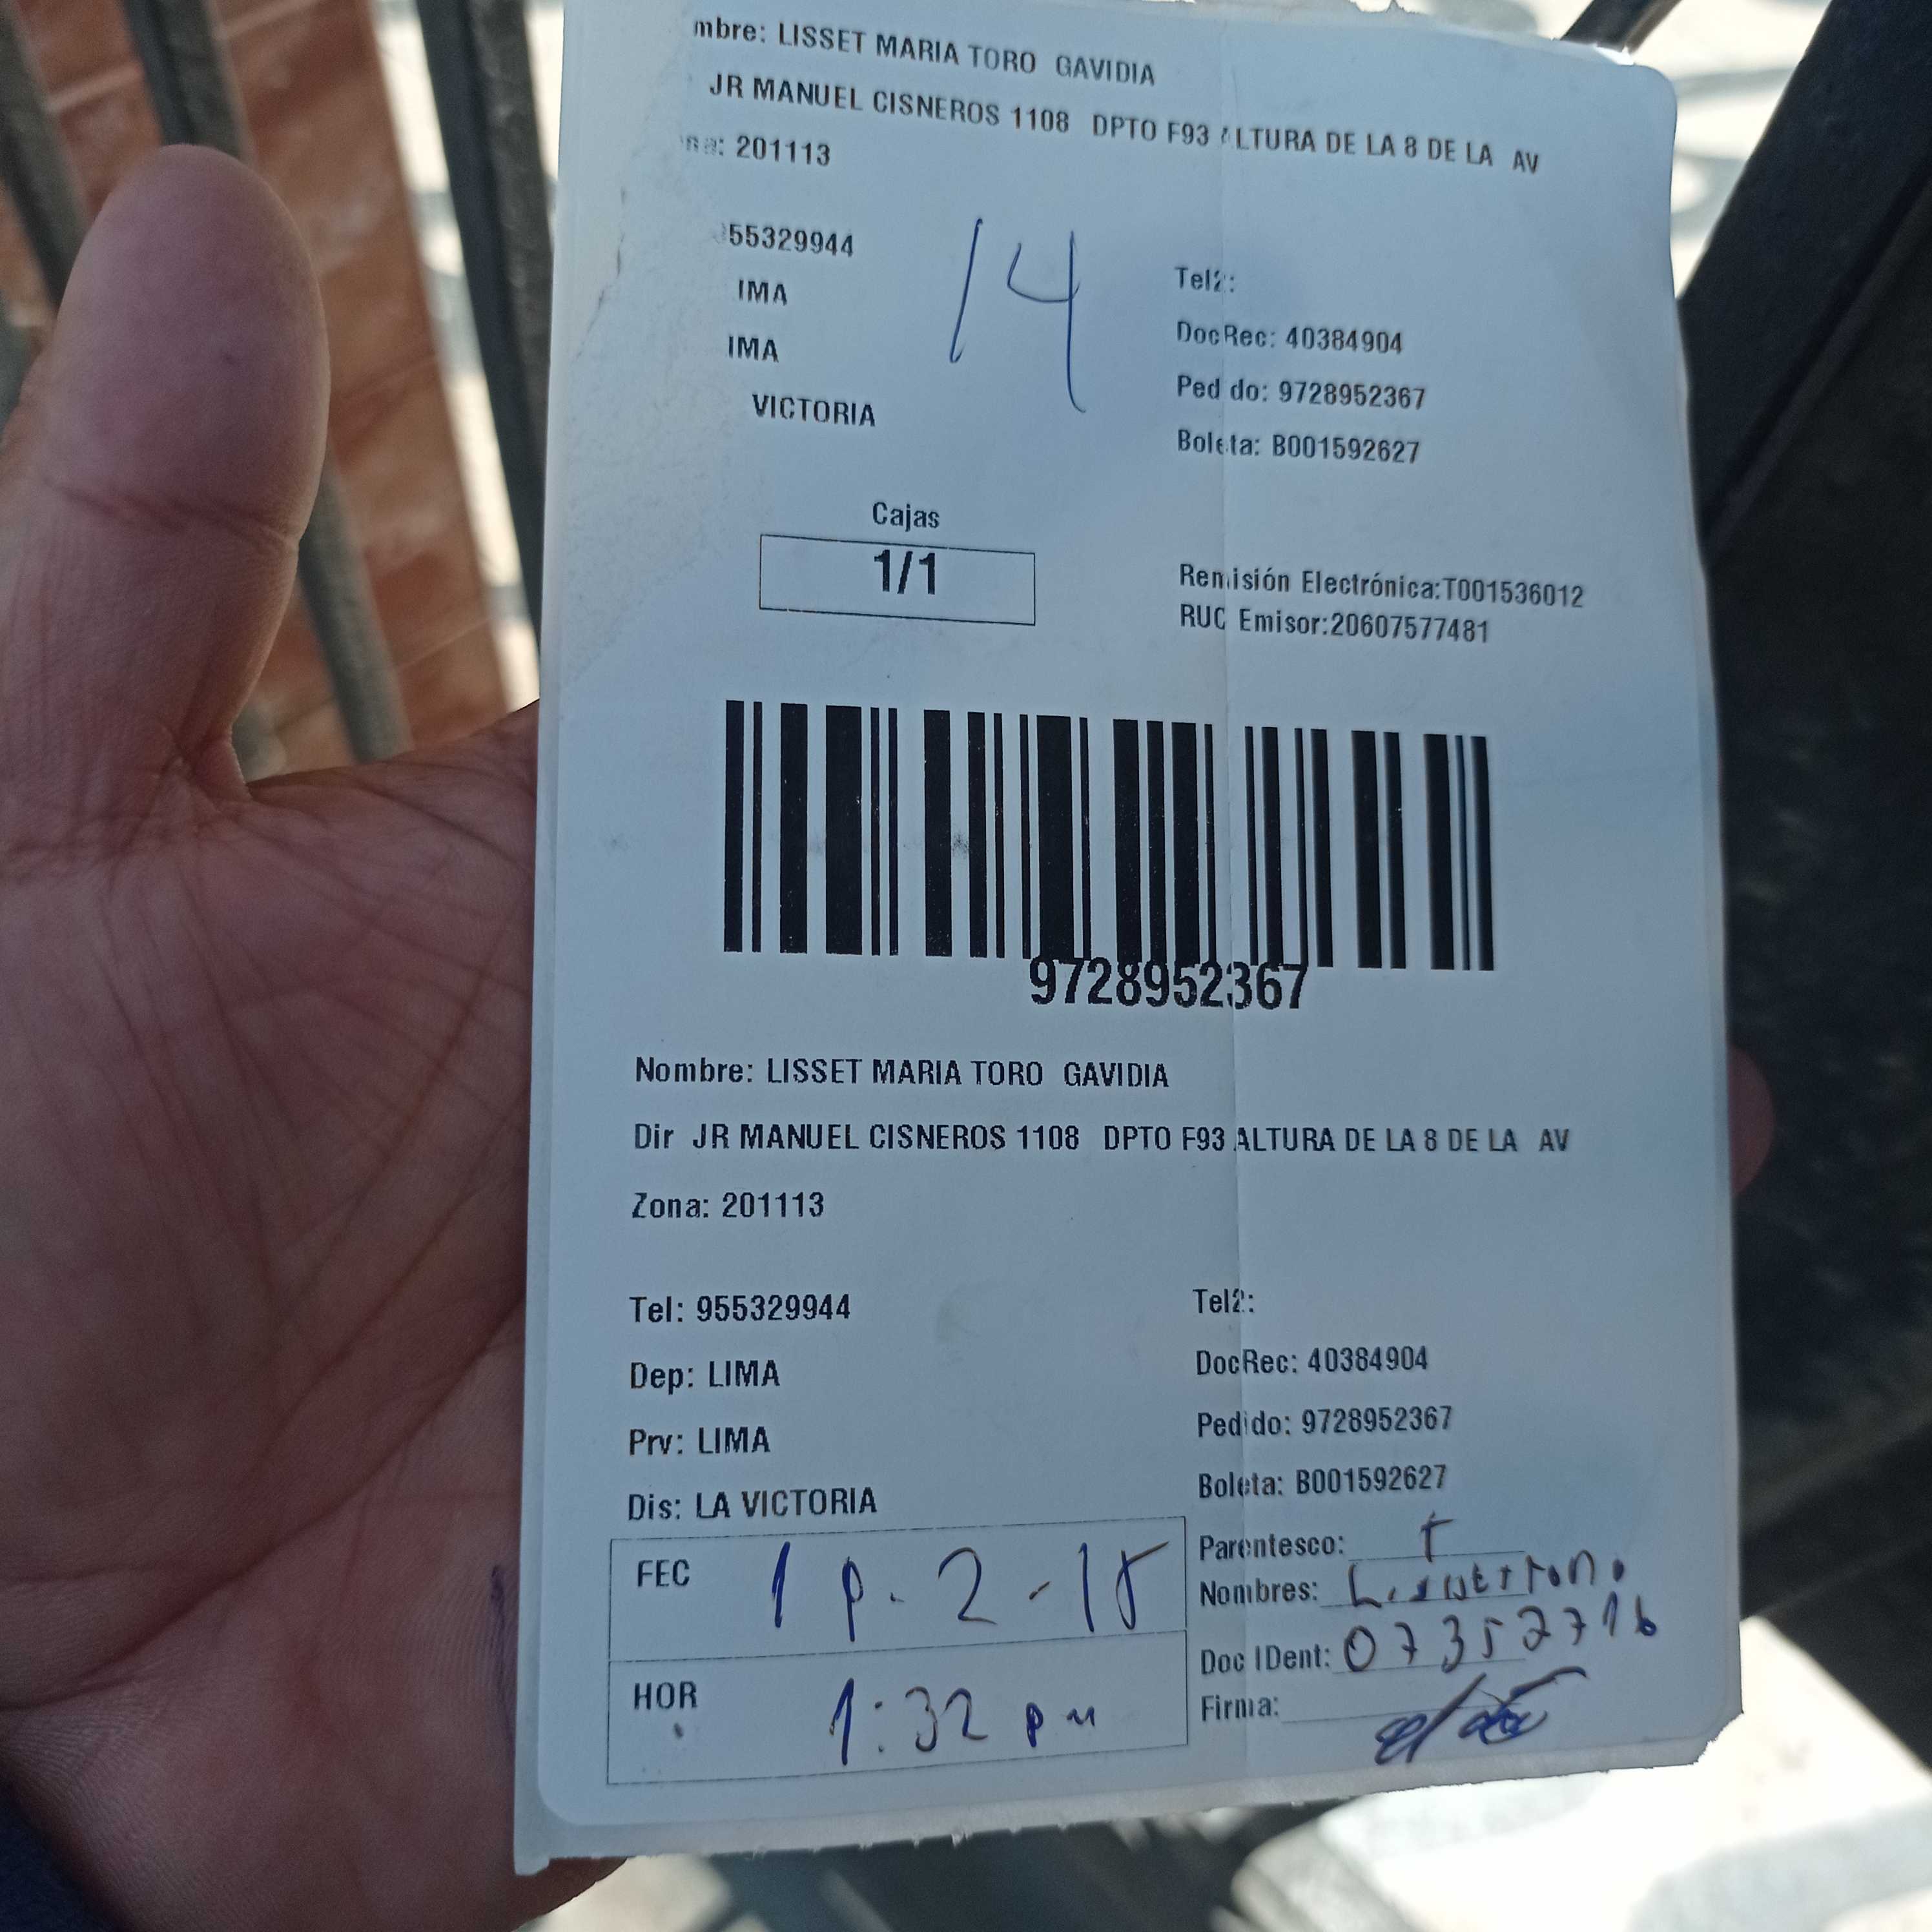 mbre: LISSET MARIA TORO GAVIDIA
JR MANUEL CISNEROS 1108 DPTO F93 ALTURA DE LA 8 DE LA AV
na: 201113
55329944
14
Tel2:
IMA
DocRec: 40384904
IMA
Pedido: 9728952367
VICTORIA
Boleta: B001592627
Cajas
1/1
Remisión Electrónica:T001536012
RUC Emisor:20607577481
9728952367
Nombre: LISSET MARIA TORO GAVIDIA
Dir JR MANUEL CISNEROS 1108 DPTO F93 ALTURA DE LA 8 DE LA AV
Zona: 201113
Tel: 955329944
Tel2:
Dep: LIMA
DocRec: 40384904
Prv: LIMA
Pedido: 9728952367
Dis: LA VICTORIA
Boleta: B001592627
FEC
Parentesco:
Nombres:
HOR 1:32 pm
Doc IDent: 07352716
Firma: